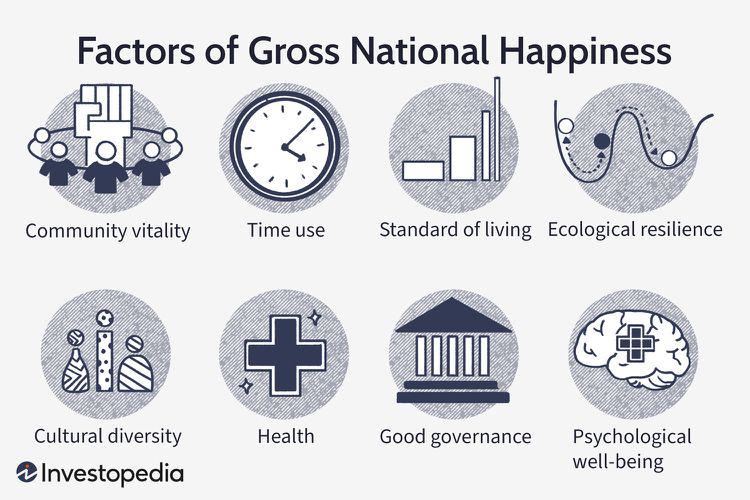 Factors of Gross National Happiness
Community vitality
Time use
Standard of living
Ecological resilience
Cultural diversity
Health
Good governance
Psychological
well-being
Investopedia